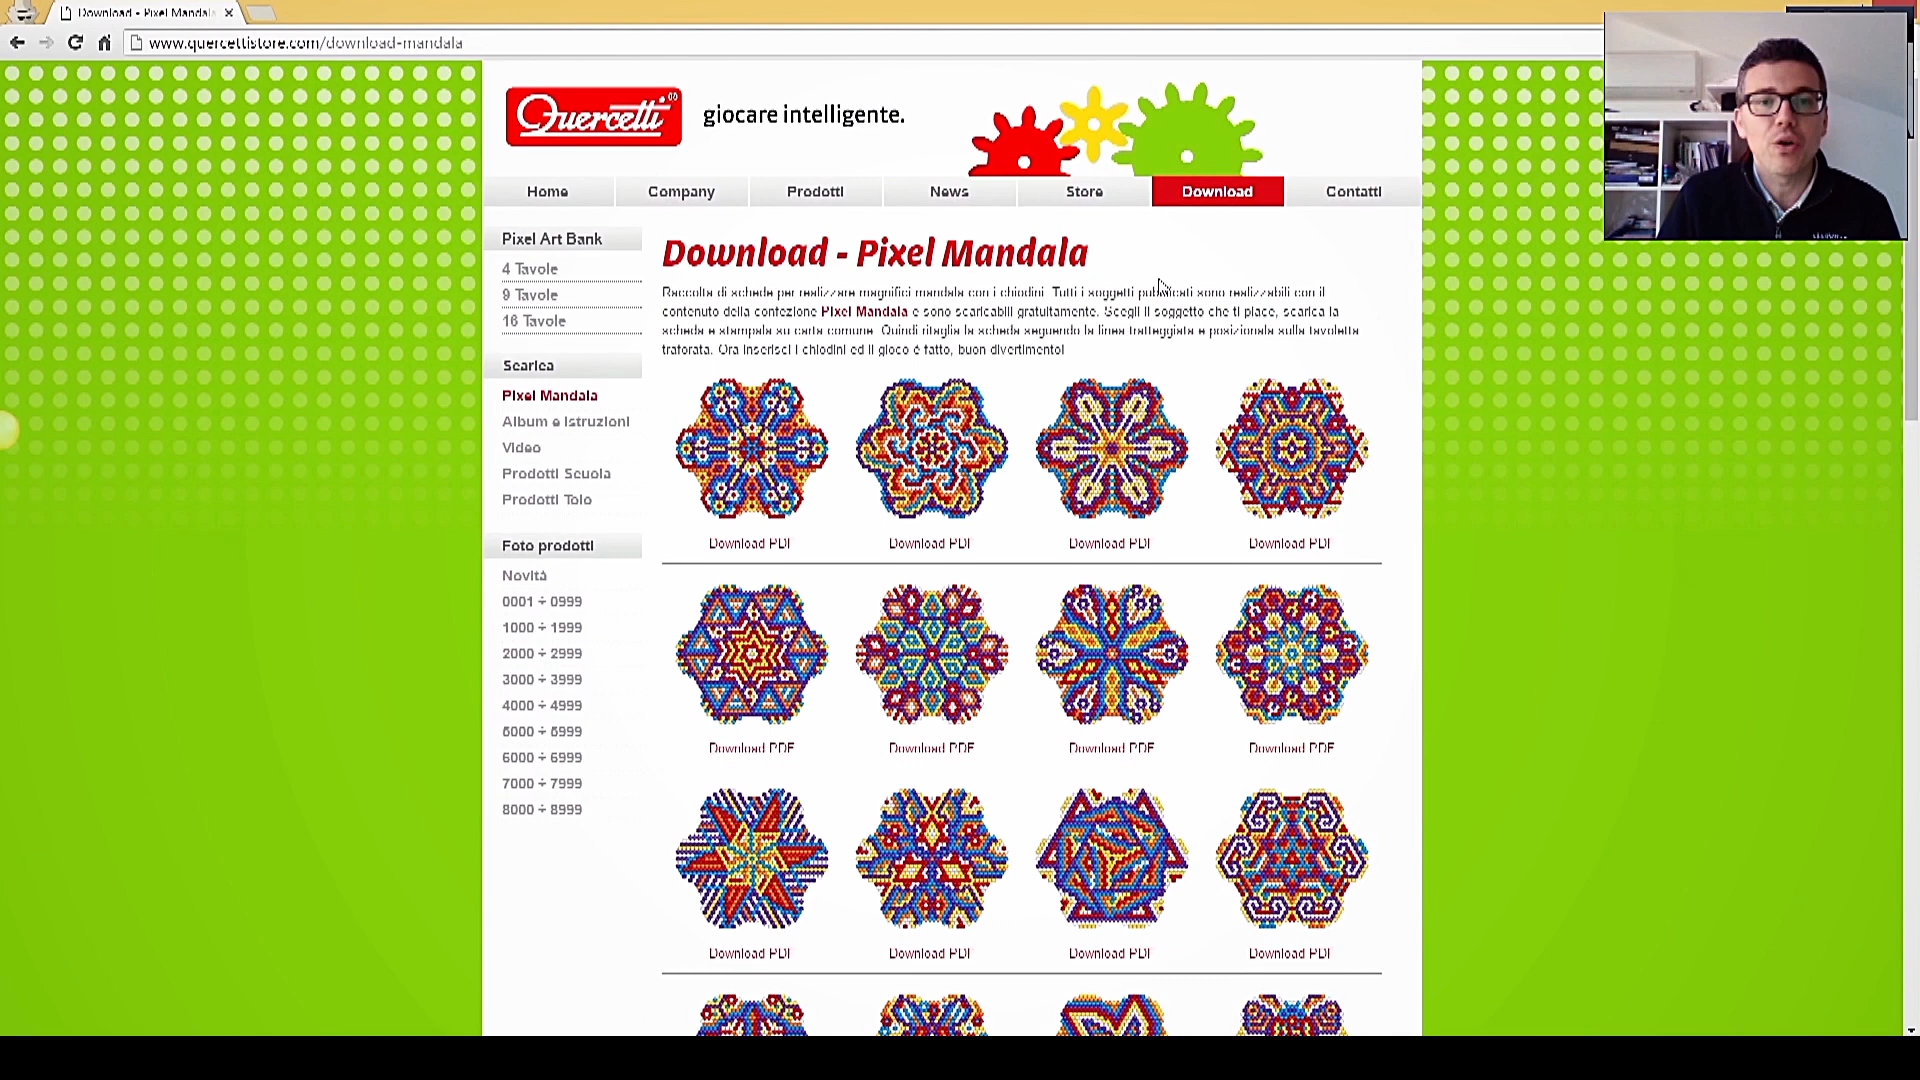 Download - Pixel Mandala
www.quercettistore.com/download-mandala
Quercetti
giocare intelligente.
Home
Company
Prodotti
News
Store
Download
Contatti
Pixel Art Bank
4 Tavole
9 Tavole
16 Tavole
Scarica
Pixel Mandala
Album e Istruzioni
Video
Prodotti Scuola
Prodotti Tolo
Foto prodotti
Novità
0001 ÷ 0999
1000 ÷ 1999
2000 ÷ 2999
3000 ÷ 3999
4000 ÷ 4999
5000 ÷ 5999
6000 ÷ 6999
7000 ÷ 7999
8000 ÷ 8999
Download - Pixel Mandala
Raccolta di schede per realizzare magnifici mandala con i chiodini. Tutti i soggetti pubblicati sono realizzabili con il
contenuto della confezione Pixel Mandala e sono scaricabili gratuitamente. Scegli il soggetto che ti piace, scarica la
scheda e stampala su carta comune. Quindi ritaglia la scheda seguendo la linea tratteggiata e posizionala sulla tavoletta
traforata. Ora inserisci i chiodini ed il gioco è fatto, buon divertimento!
Download PDF
Download PDF
Download PDF
Download PDF
Download PDF
Download PDF
Download PDF
Download PDF
Download PDF
Download PDF
Download PDF
Download PDF